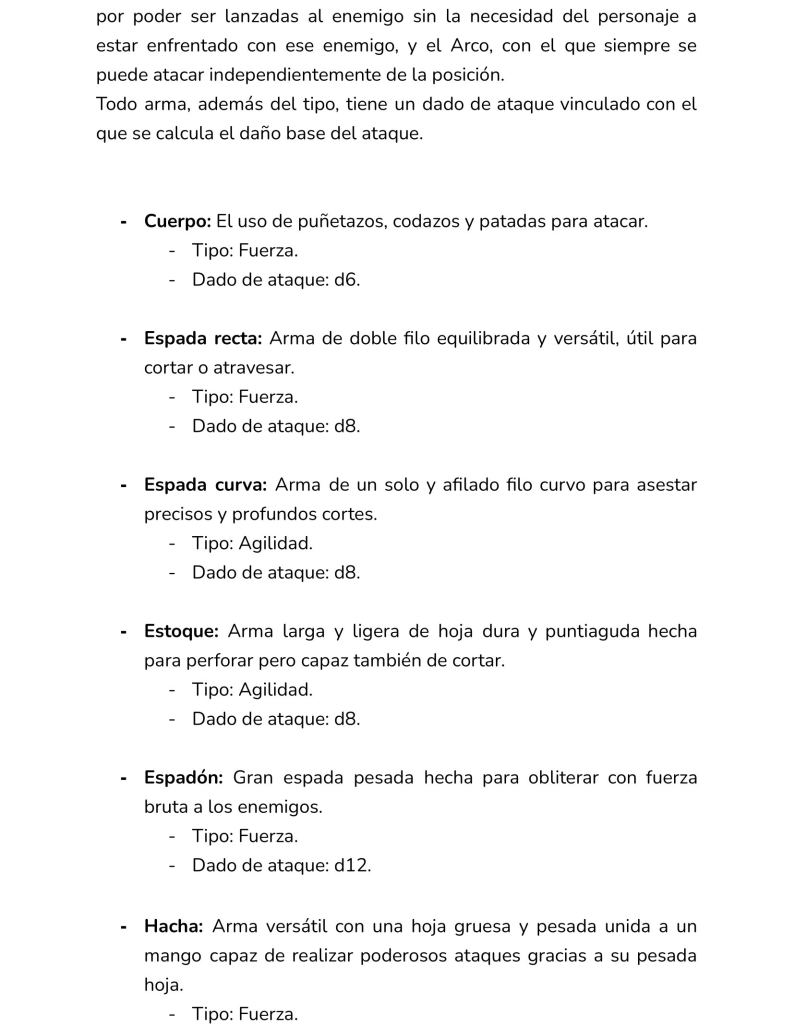 por poder ser lanzadas al enemigo sin la necesidad del personaje a
estar enfrentado con ese enemigo, y el Arco, con el que siempre se
puede atacar independientemente de la posición.
Todo arma, además del tipo, tiene un dado de ataque vinculado con el
que se calcula el daño base del ataque.
- Cuerpo: El uso de puñetazos, codazos y patadas para atacar.
- Tipo: Fuerza.
- Dado de ataque: d6.
- Espada recta: Arma de doble filo equilibrada y versátil, útil para
cortar o atravesar.
- Tipo: Fuerza.
- Dado de ataque: d8.
- Espada curva: Arma de un solo y afilado filo curvo para asestar
precisos y profundos cortes.
- Tipo: Agilidad.
- Dado de ataque: d8.
- Estoque: Arma larga y ligera de hoja dura y puntiaguda hecha
para perforar pero capaz también de cortar.
- Tipo: Agilidad.
- Dado de ataque: d8.
- Espadón: Gran espada pesada hecha para obliterar con fuerza
bruta a los enemigos.
- Tipo: Fuerza.
- Dado de ataque: d12.
- Hacha: Arma versátil con una hoja gruesa y pesada unida a un
mango capaz de realizar poderosos ataques gracias a su pesada
hoja.
- Tipo: Fuerza.